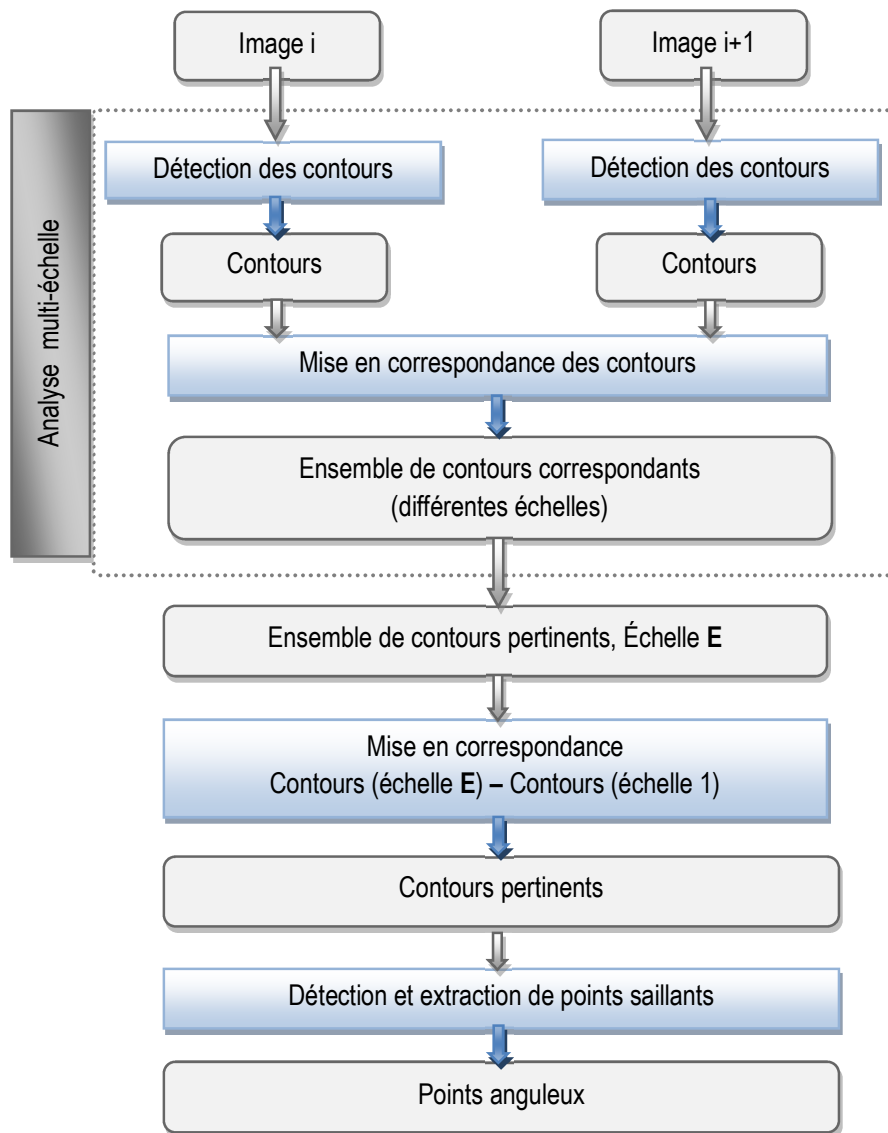 Image i
Image i+1
Analyse multi-échelle
Détection des contours
Détection des contours
Contours
Contours
Mise en correspondance des contours
Ensemble de contours correspondants
(différentes échelles)
Ensemble de contours pertinents, Échelle E
Mise en correspondance
Contours (échelle E) – Contours (échelle 1)
Contours pertinents
Détection et extraction de points saillants
Points anguleux